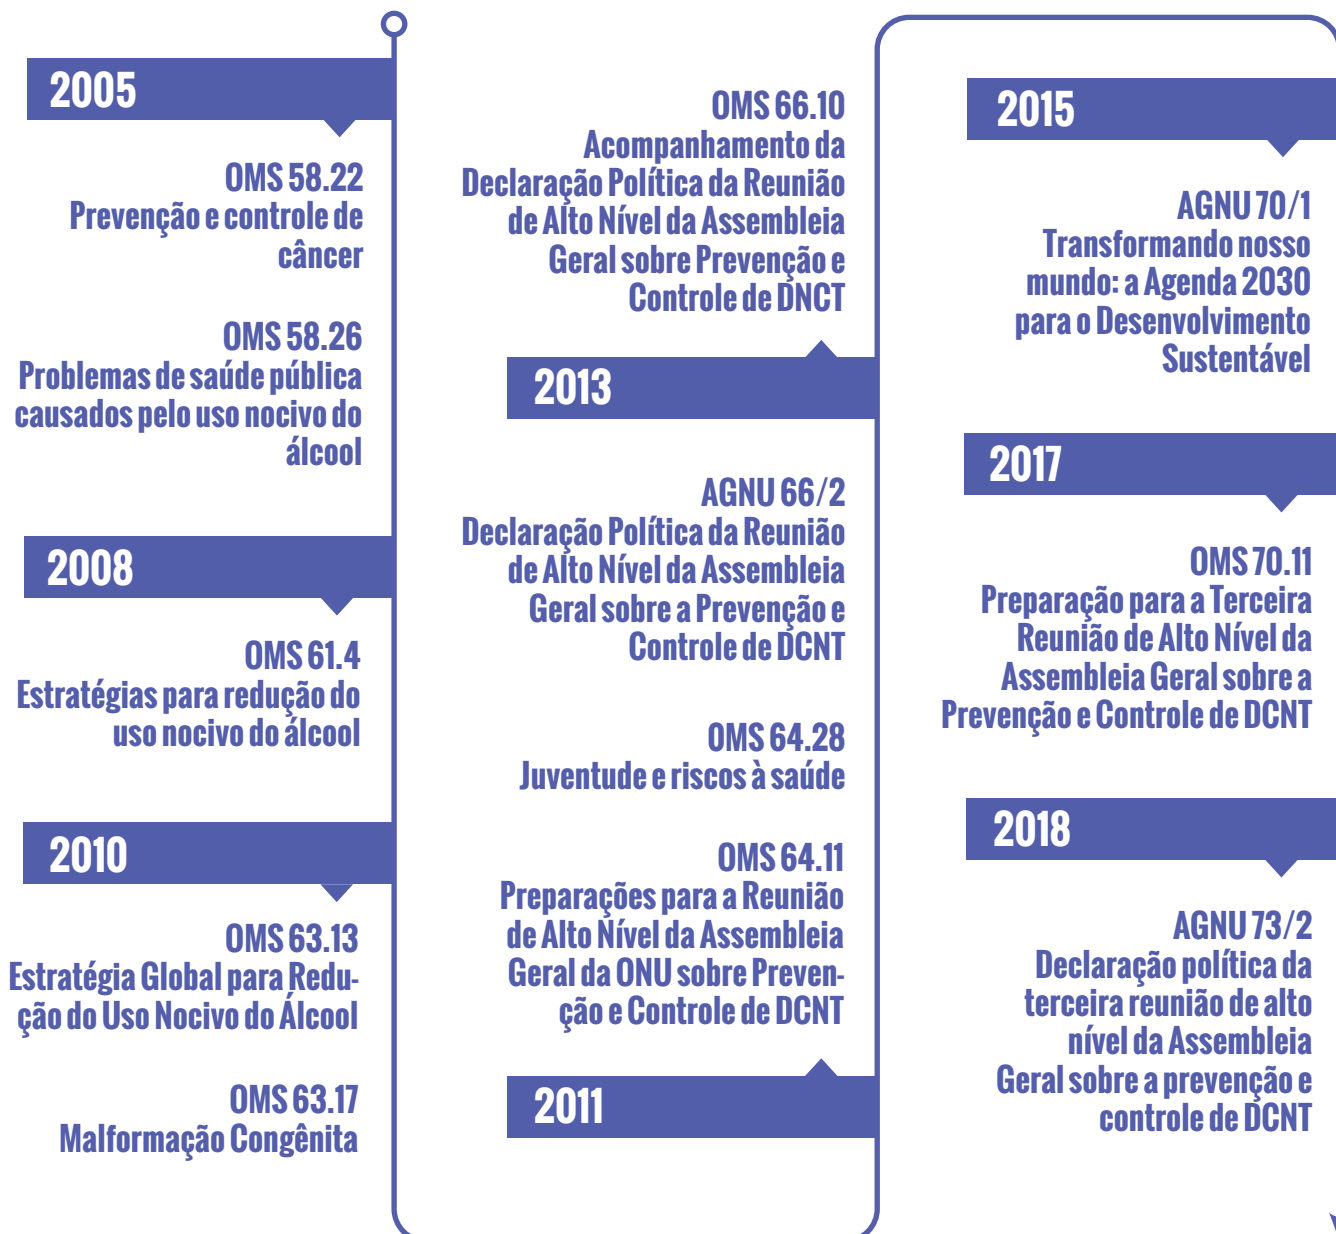 2005
OMS 58.22
Prevenção e controle de
câncer
OMS 58.26
Problemas de saúde pública
causados pelo uso nocivo do
álcool
2008
OMS 61.4
Estratégias para redução do
uso nocivo do álcool
2010
OMS 63.13
Estratégia Global para Redu-
ção do Uso Nocivo do Álcool
OMS 63.17
Malformação Congênita
OMS 66.10
Acompanhamento da
Declaração Política da Reunião
de Alto Nível da Assembleia
Geral sobre Prevenção e
Controle de DNCT
2013
AGNU 66/2
Declaração Política da Reunião
de Alto Nível da Assembleia
Geral sobre a Prevenção e
Controle de DCNT
OMS 64.28
Juventude e riscos à saúde
OMS 64.11
Preparações para a Reunião
de Alto Nível da Assembleia
Geral da ONU sobre Preven-
ção e Controle de DCNT
2011
2015
AGNU 70/1
Transformando nosso
mundo: a Agenda 2030
para o Desenvolvimento
Sustentável
2017
OMS 70.11
Preparação para a Terceira
Reunião de Alto Nível da
Assembleia Geral sobre a
Prevenção e Controle de DCNT
2018
AGNU 73/2
Declaração política da
terceira reunião de alto
nível da Assembleia
Geral sobre a prevenção e
controle de DCNT